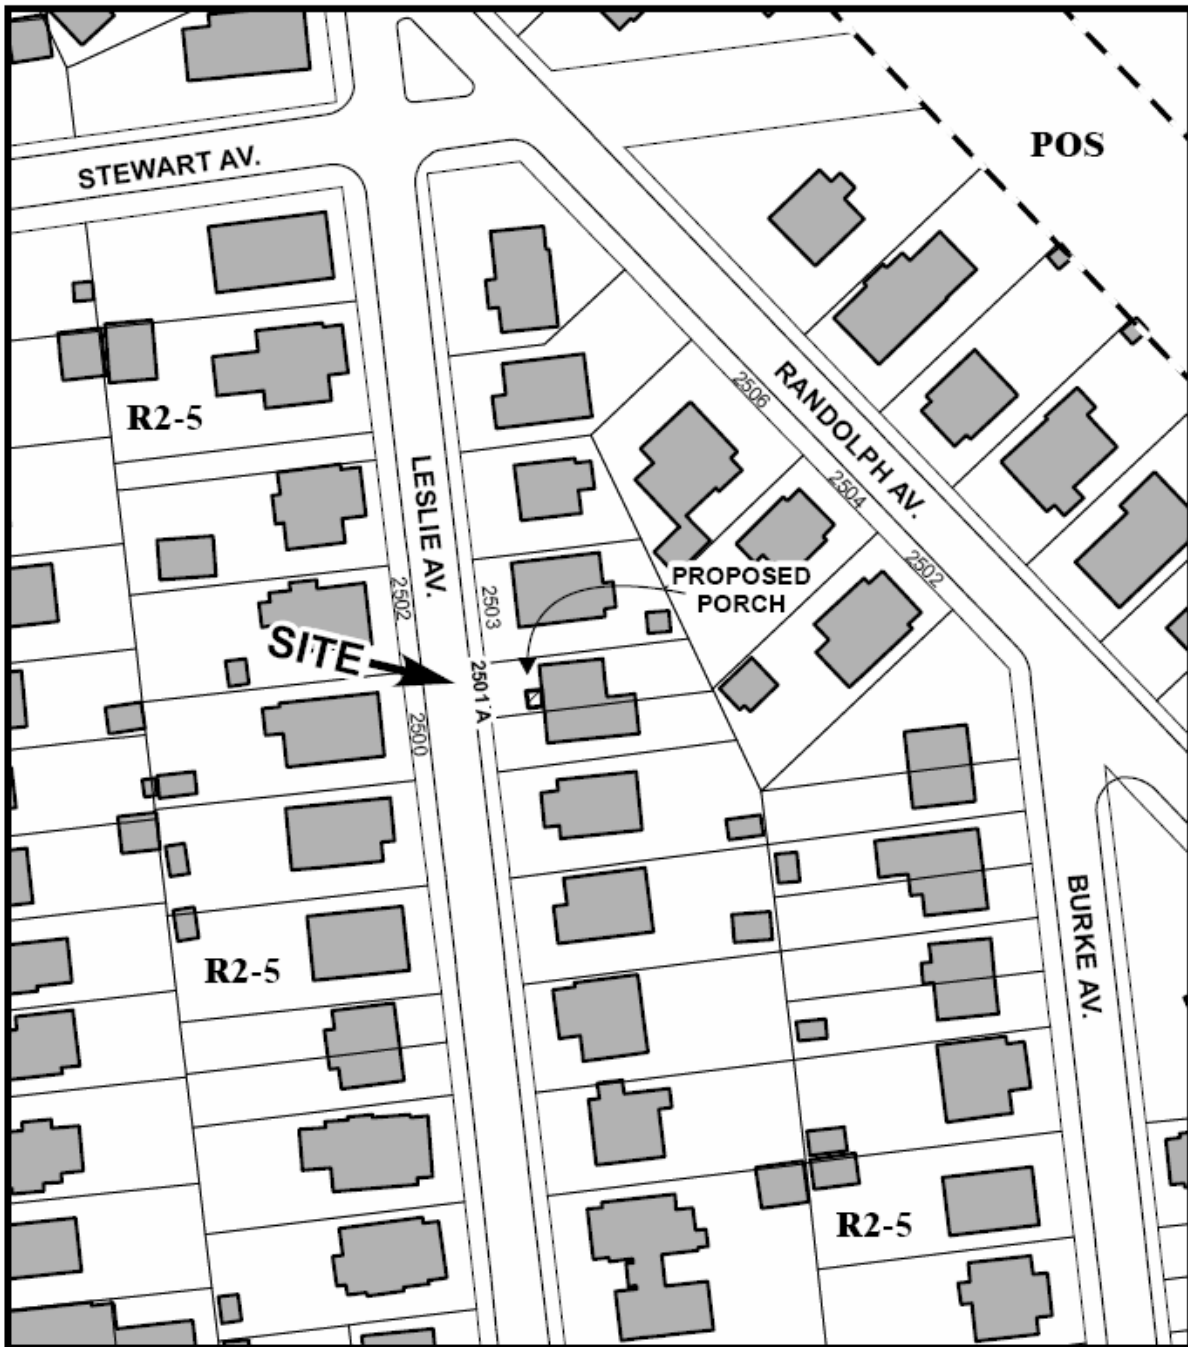 POS
STEWART AV.
R2-5
2506
RANDOLPH AV.
LESLIE AV.
2504
2502
PROPOSED
PORCH
2502
2503
SITE
2501 A
2500
BURKE AV.
R2-5
R2-5